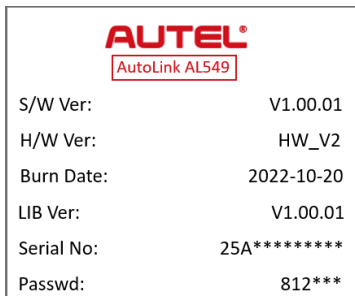 AUTEL®
AutoLink AL549
S/W Ver: V1.00.01
H/W Ver: HW_V2
Burn Date: 2022-10-20
LIB Ver: V1.00.01
Serial No: 25A*********
Passwd: 812***